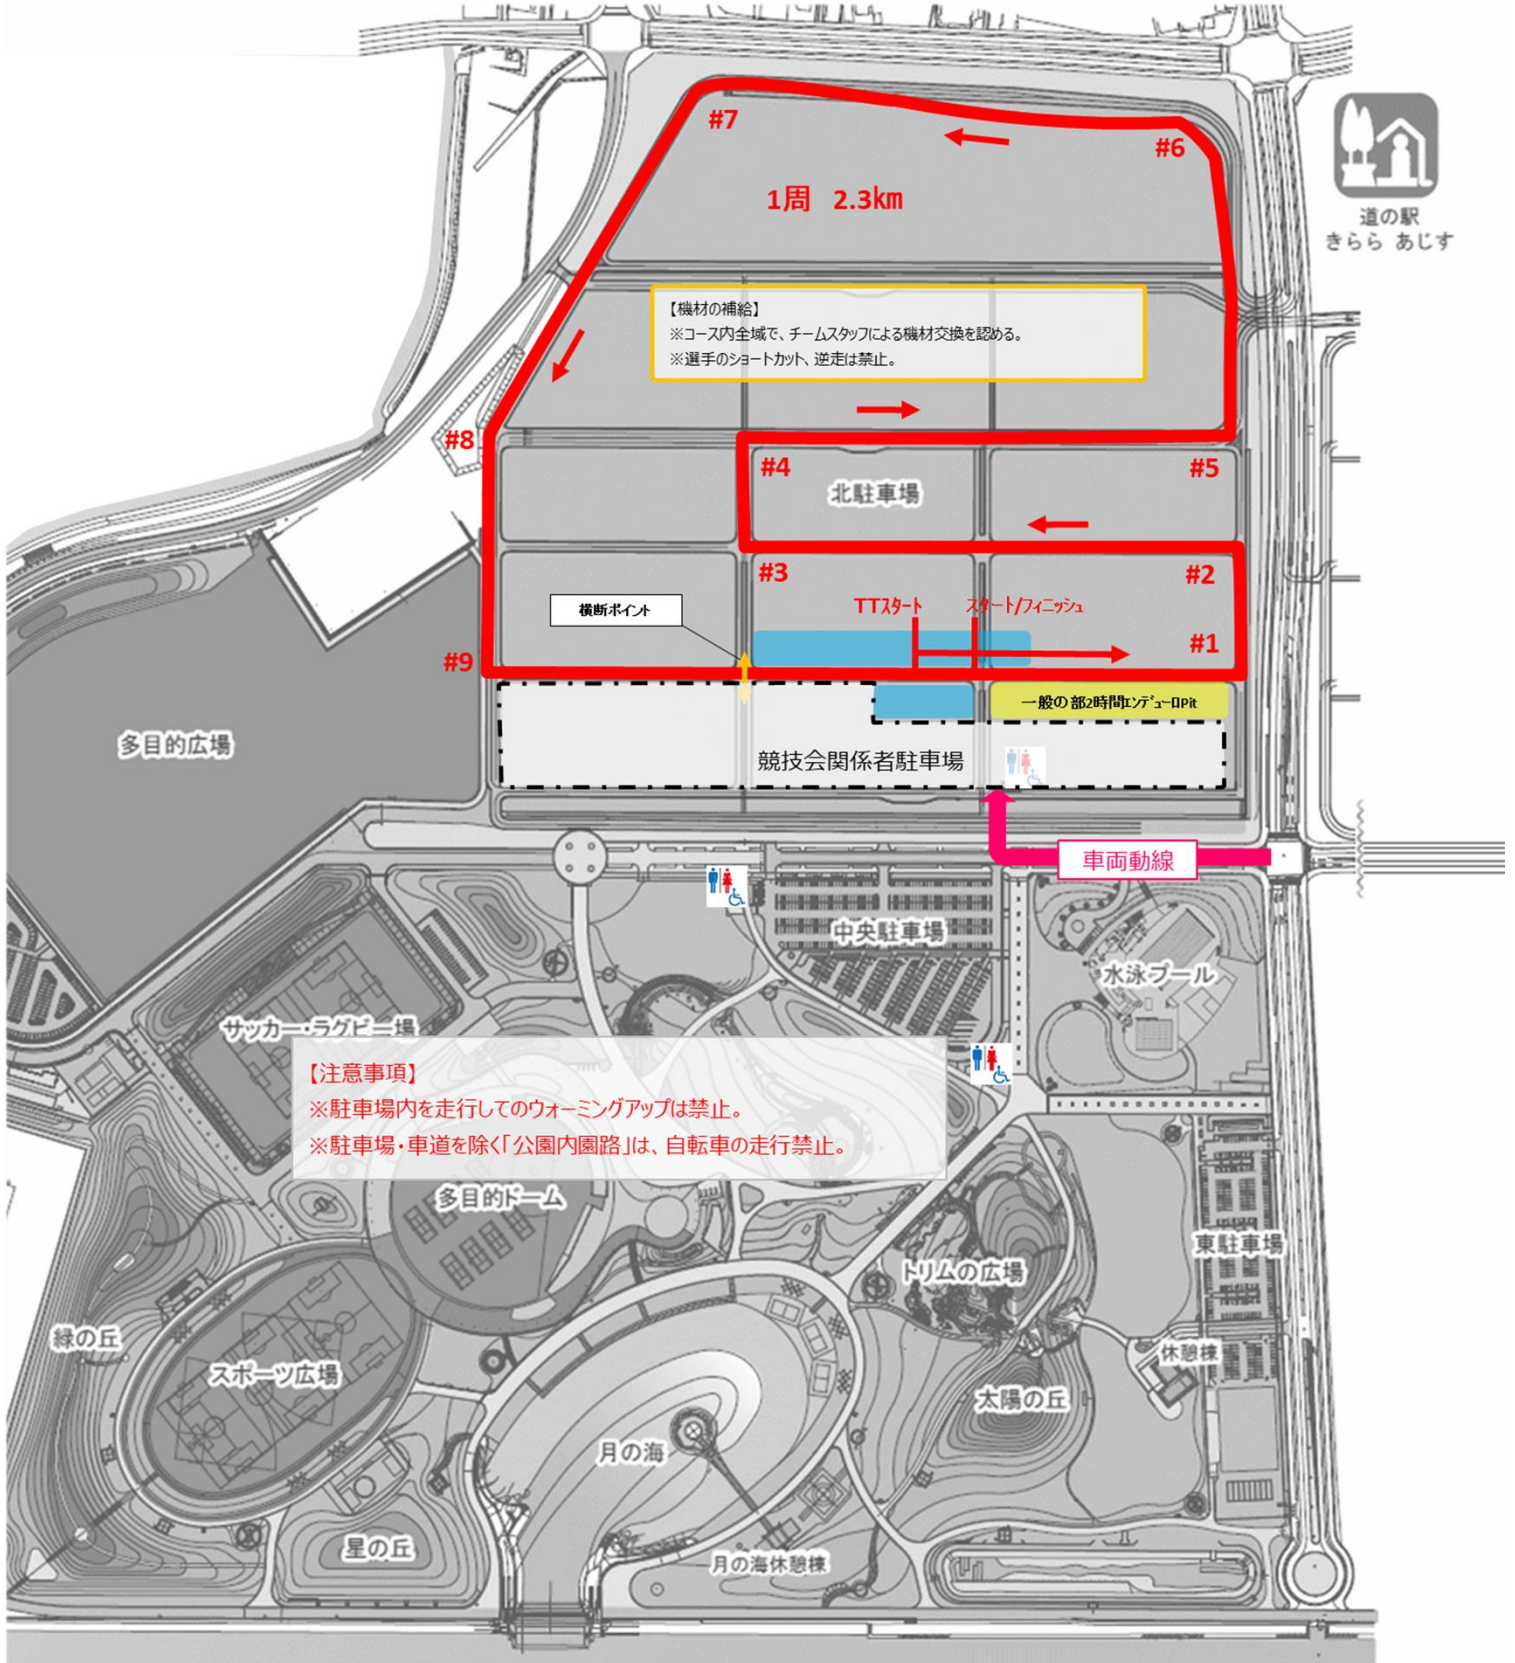 #7
#6
1周 2.3km
道の駅
きらら あじす
【機材の補給】
※コース内全域で、チームスタッフによる機材交換を認める。
※選手のショートカット、逆走は禁止。
#8
#4
#5
北駐車場
#3
#2
TTスタート
スタート/フィニッシュ
横断ポイント
#1
#9
一般の部2時間エンデューロPit
多目的広場
競技会関係者駐車場
車両動線
中央駐車場
水泳プール
サッカー・ラグビー場
【注意事項】
※駐車場内を走行してのウォーミングアップは禁止。
※駐車場・車道を除く「公園内園路」は、自転車の走行禁止。
多目的ドーム
東駐車場
トリムの広場
緑の丘
休憩棟
スポーツ広場
太陽の丘
月の海
星の丘
月の海休憩棟